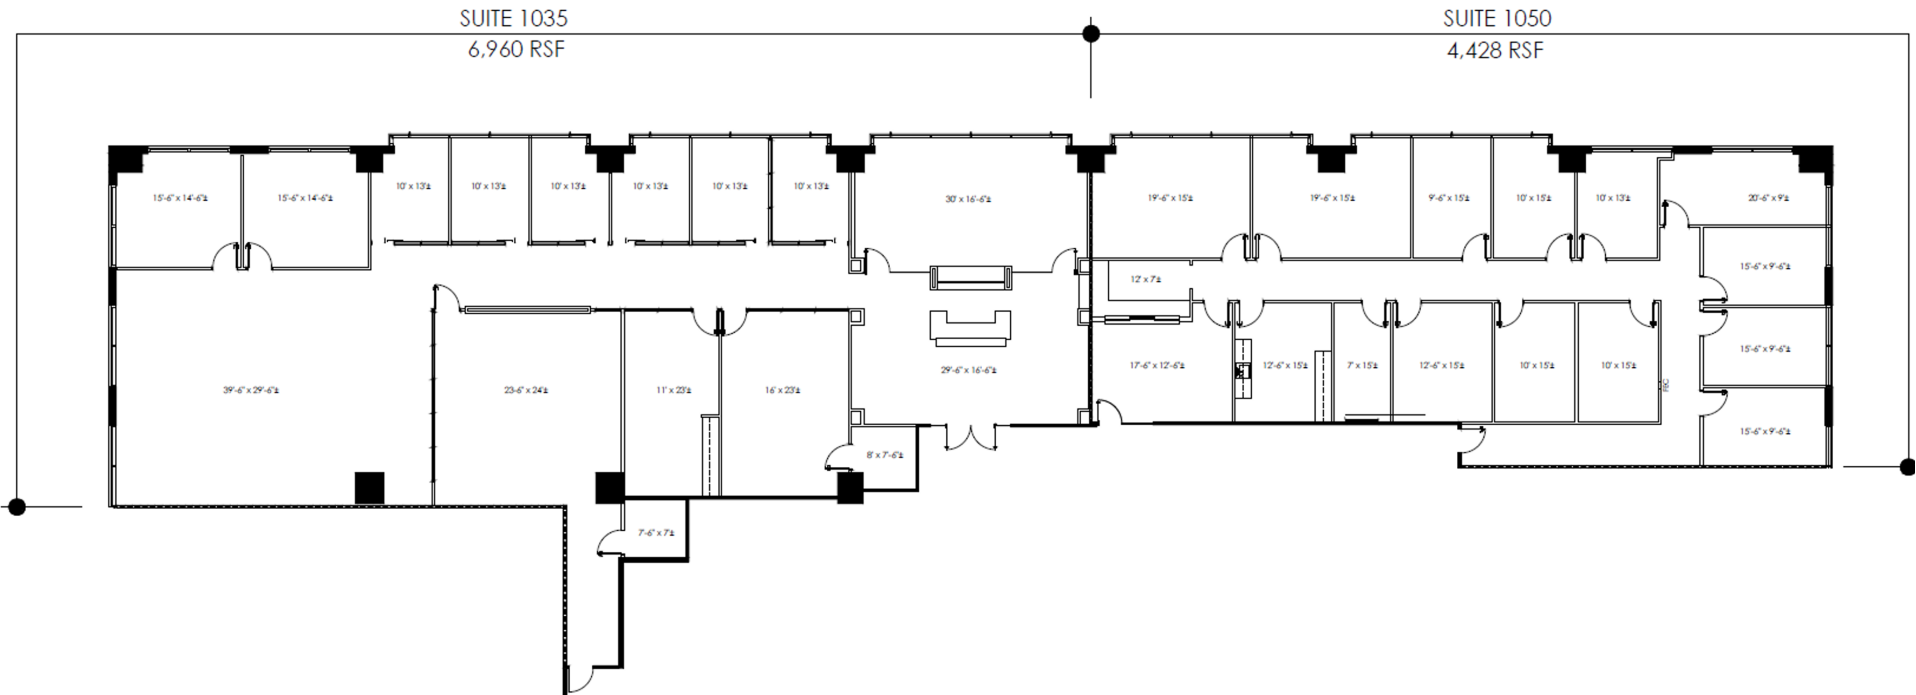 SUITE 1035
6,960 RSF
SUITE 1050
4,428 RSF
15'-6" x 14'-6"±
15'-6" x 14'-6"±
10' x 13'±
10' x 13'±
10' x 13'±
10' x 13'±
10' x 13'±
10' x 13'±
30' x 16'-6"±
19'-6" x 15'±
19'-6" x 15'±
9'-6" x 15'±
10' x 15'±
10' x 13'±
20'-6" x 9'±
12' x 7'±
15'-6" x 9'-6"±
15'-6" x 9'-6"±
39'-6" x 29'-6"±
23'-6" x 24'±
11' x 23'±
16' x 23'±
29'-6" x 16'-6"±
17'-6" x 12'-6"±
12'-6" x 15'±
7' x 15'±
12'-6" x 15'±
10' x 15'±
10' x 15'±
FEC
15'-6" x 9'-6"±
8' x 7'-6"±
7'-6" x 7'±